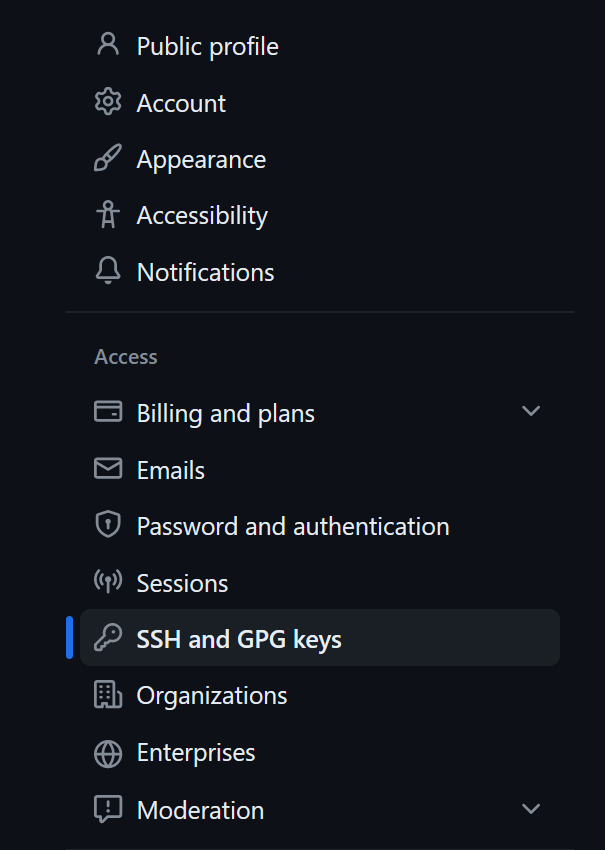 Public profile
Account
Appearance
Accessibility
Notifications
Access
Billing and plans
Emails
Password and authentication
Sessions
SSH and GPG keys
Organizations
Enterprises
Moderation